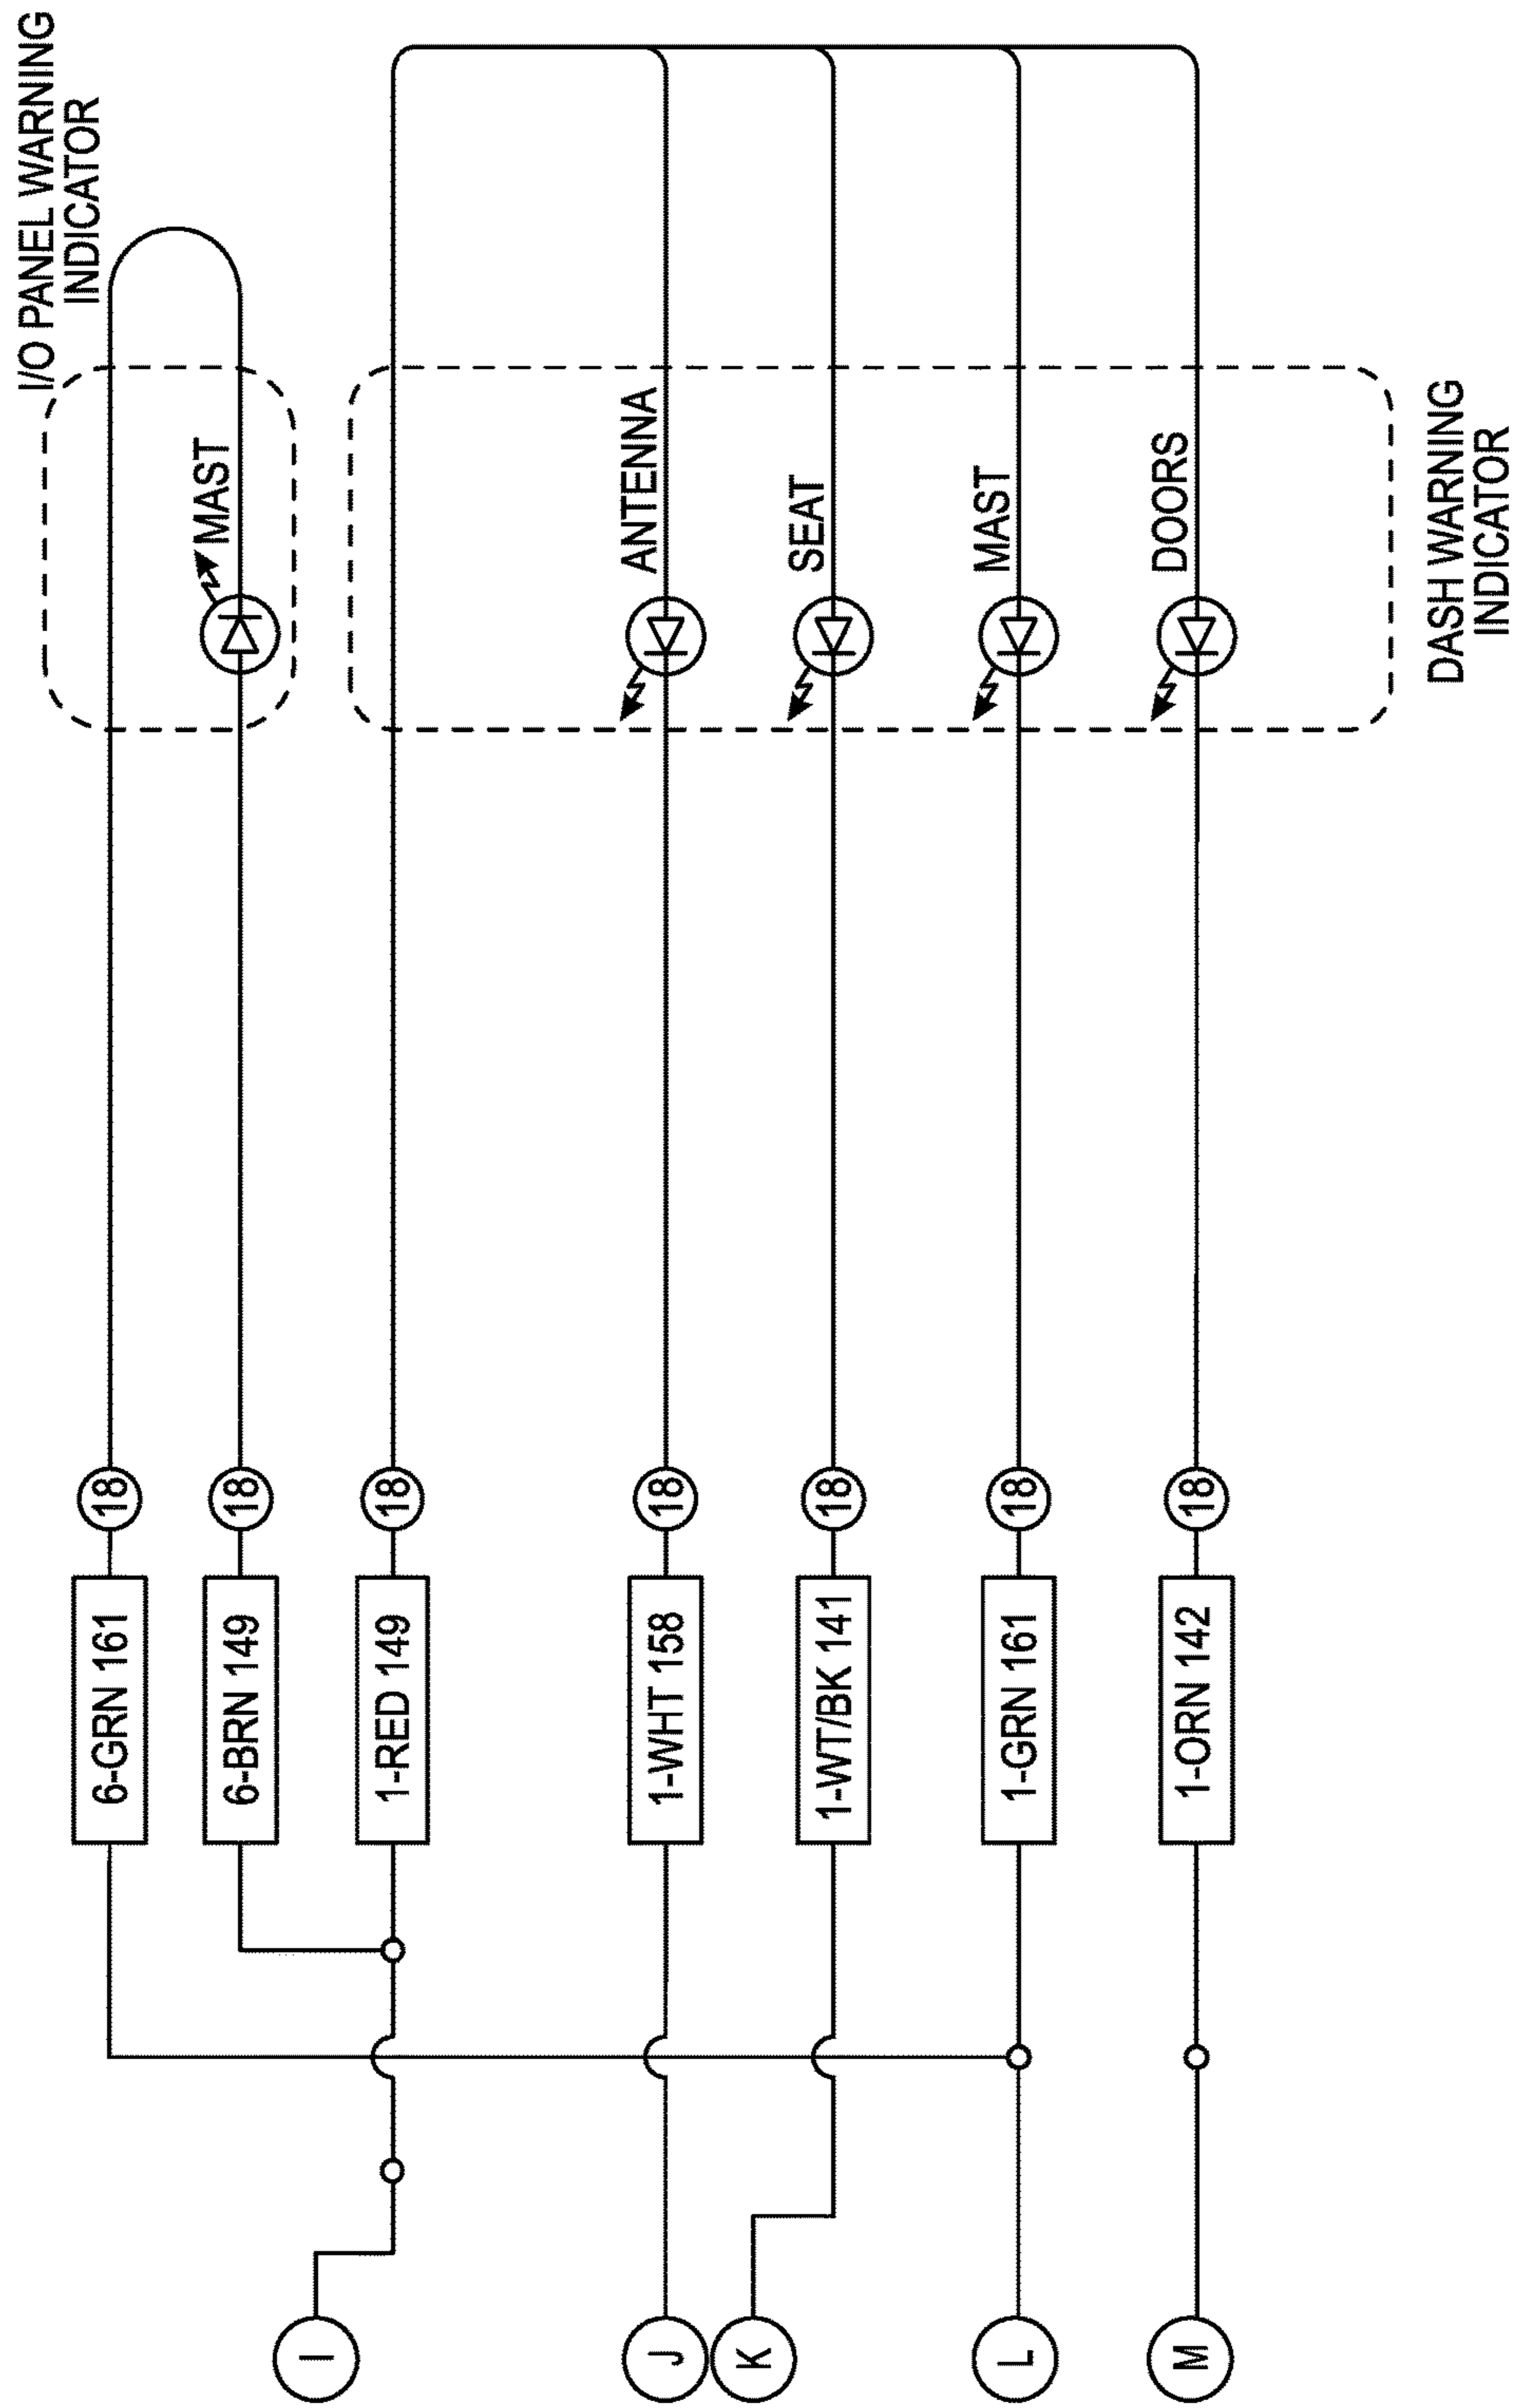 I/O PANEL WARNING
INDICATOR
MAST
I
6-GRN 161
18
6-BRN 149
18
1-RED 149
18
J
1-WHT 158
18
ANTENNA
K
1-WT/BK 141
18
SEAT
L
1-GRN 161
18
MAST
M
1-ORN 142
18
DOORS
DASH WARNING
INDICATOR